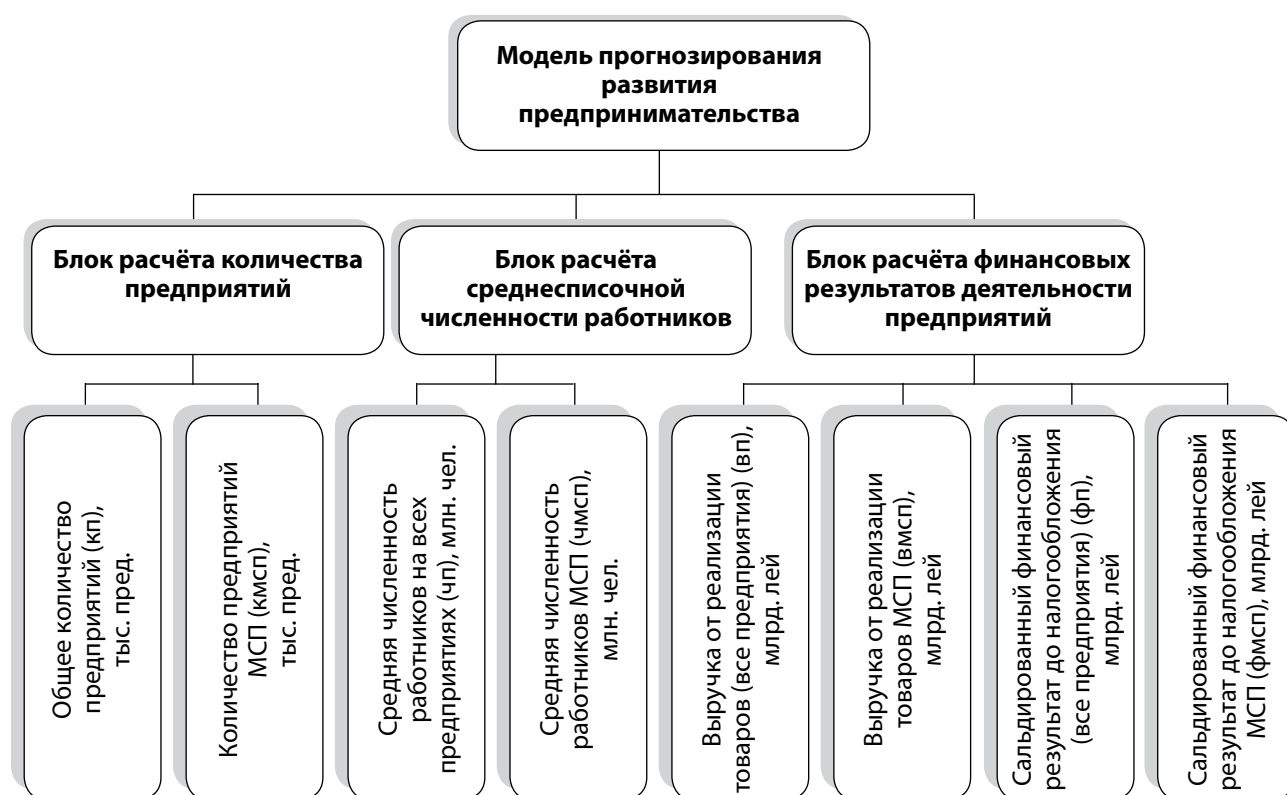 Модель прогнозирования
развития
предпринимательства
Блок расчёта количества
предприятий
Блок расчёта
среднесписочной
численности работников
Блок расчёта финансовых
результатов деятельности
предприятий
Общее количество
предприятий (кп),
тыс. пред.
Количество предприятий
МСП (кмсп),
тыс. пред.
Средняя численность
работников на всех
предприятиях (чп), млн. чел.
Средняя численность
работников МСП (чмсп),
млн. чел.
Выручка от реализации
товаров (все предприятия) (вп),
млрд. лей
Выручка от реализации
товаров МСП (вмсп),
млрд. лей
Сальдированный финансовый
результат до налогообложения
(все предприятия) (фп),
млрд. лей
Сальдированный финансовый
результат до налогообложения
МСП (фмсп), млрд. лей